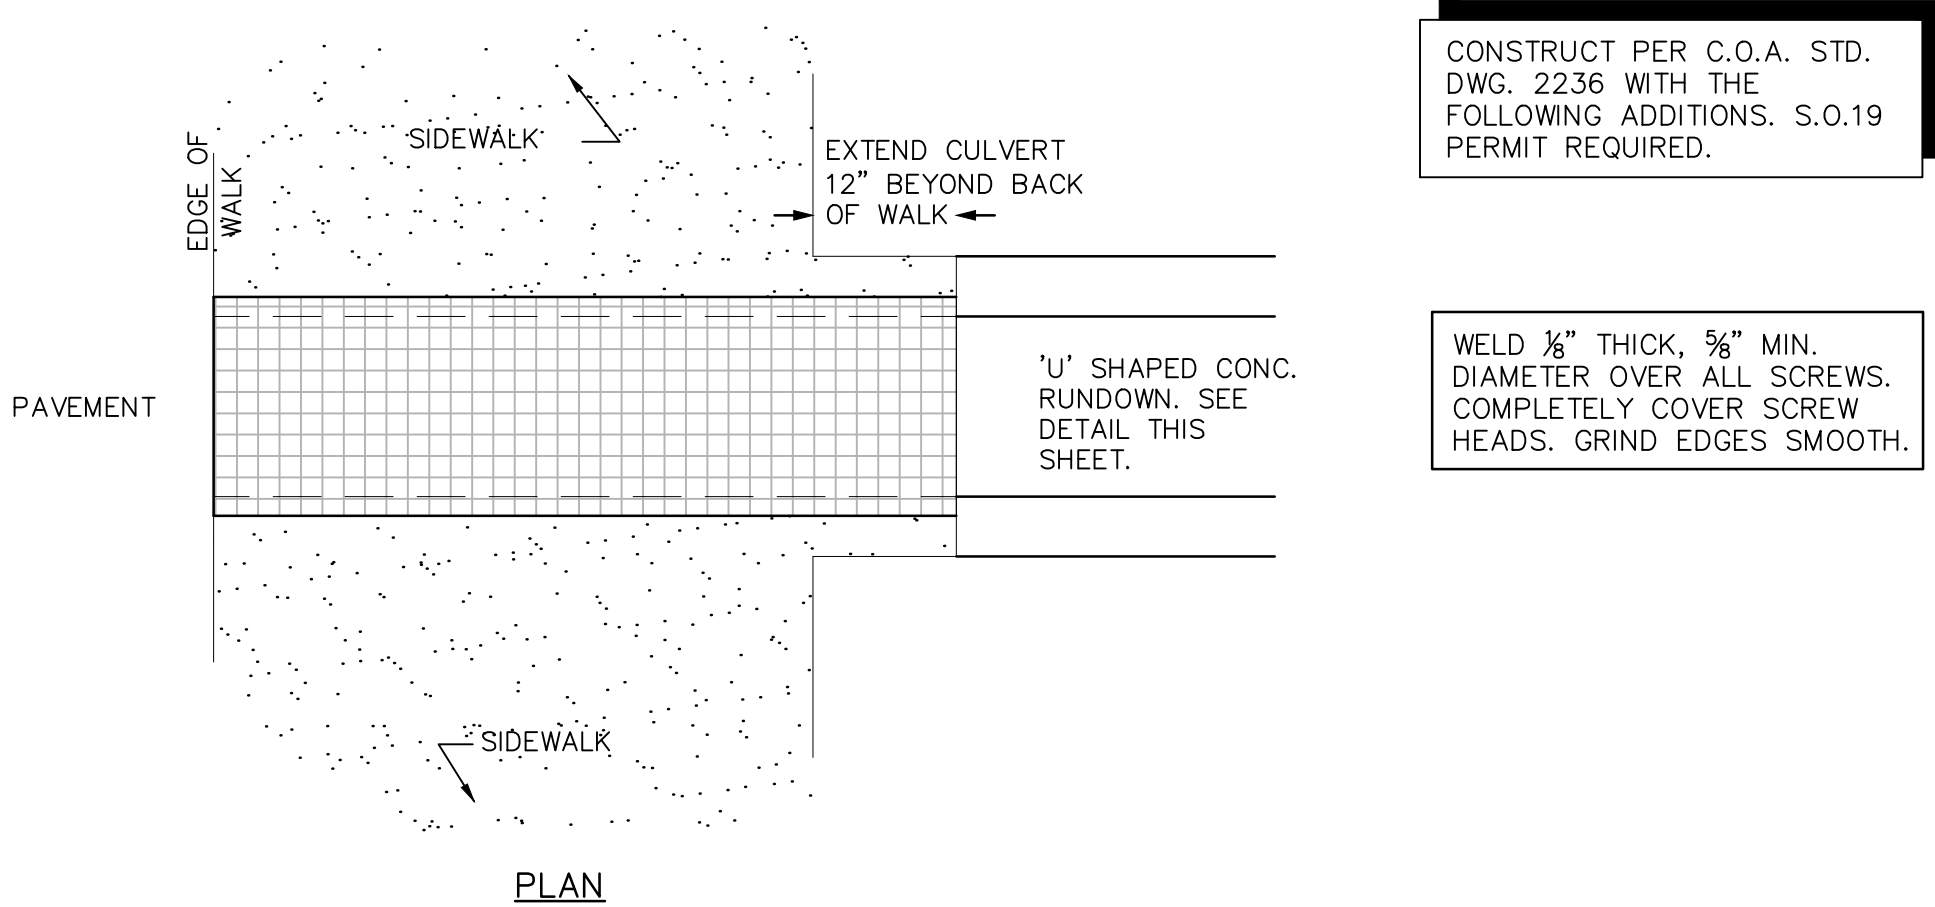 CONSTRUCT PER C.O.A. STD.
DWG. 2236 WITH THE
FOLLOWING ADDITIONS. S.O.19
PERMIT REQUIRED.
SIDEWALK
EDGE OF
WALK
EXTEND CULVERT
12” BEYOND BACK
OF WALK
WELD ⅛” THICK, ⅝” MIN.
DIAMETER OVER ALL SCREWS.
COMPLETELY COVER SCREW
HEADS. GRIND EDGES SMOOTH.
PAVEMENT
'U' SHAPED CONC.
RUNDOWN. SEE
DETAIL THIS
SHEET.
SIDEWALK
PLAN